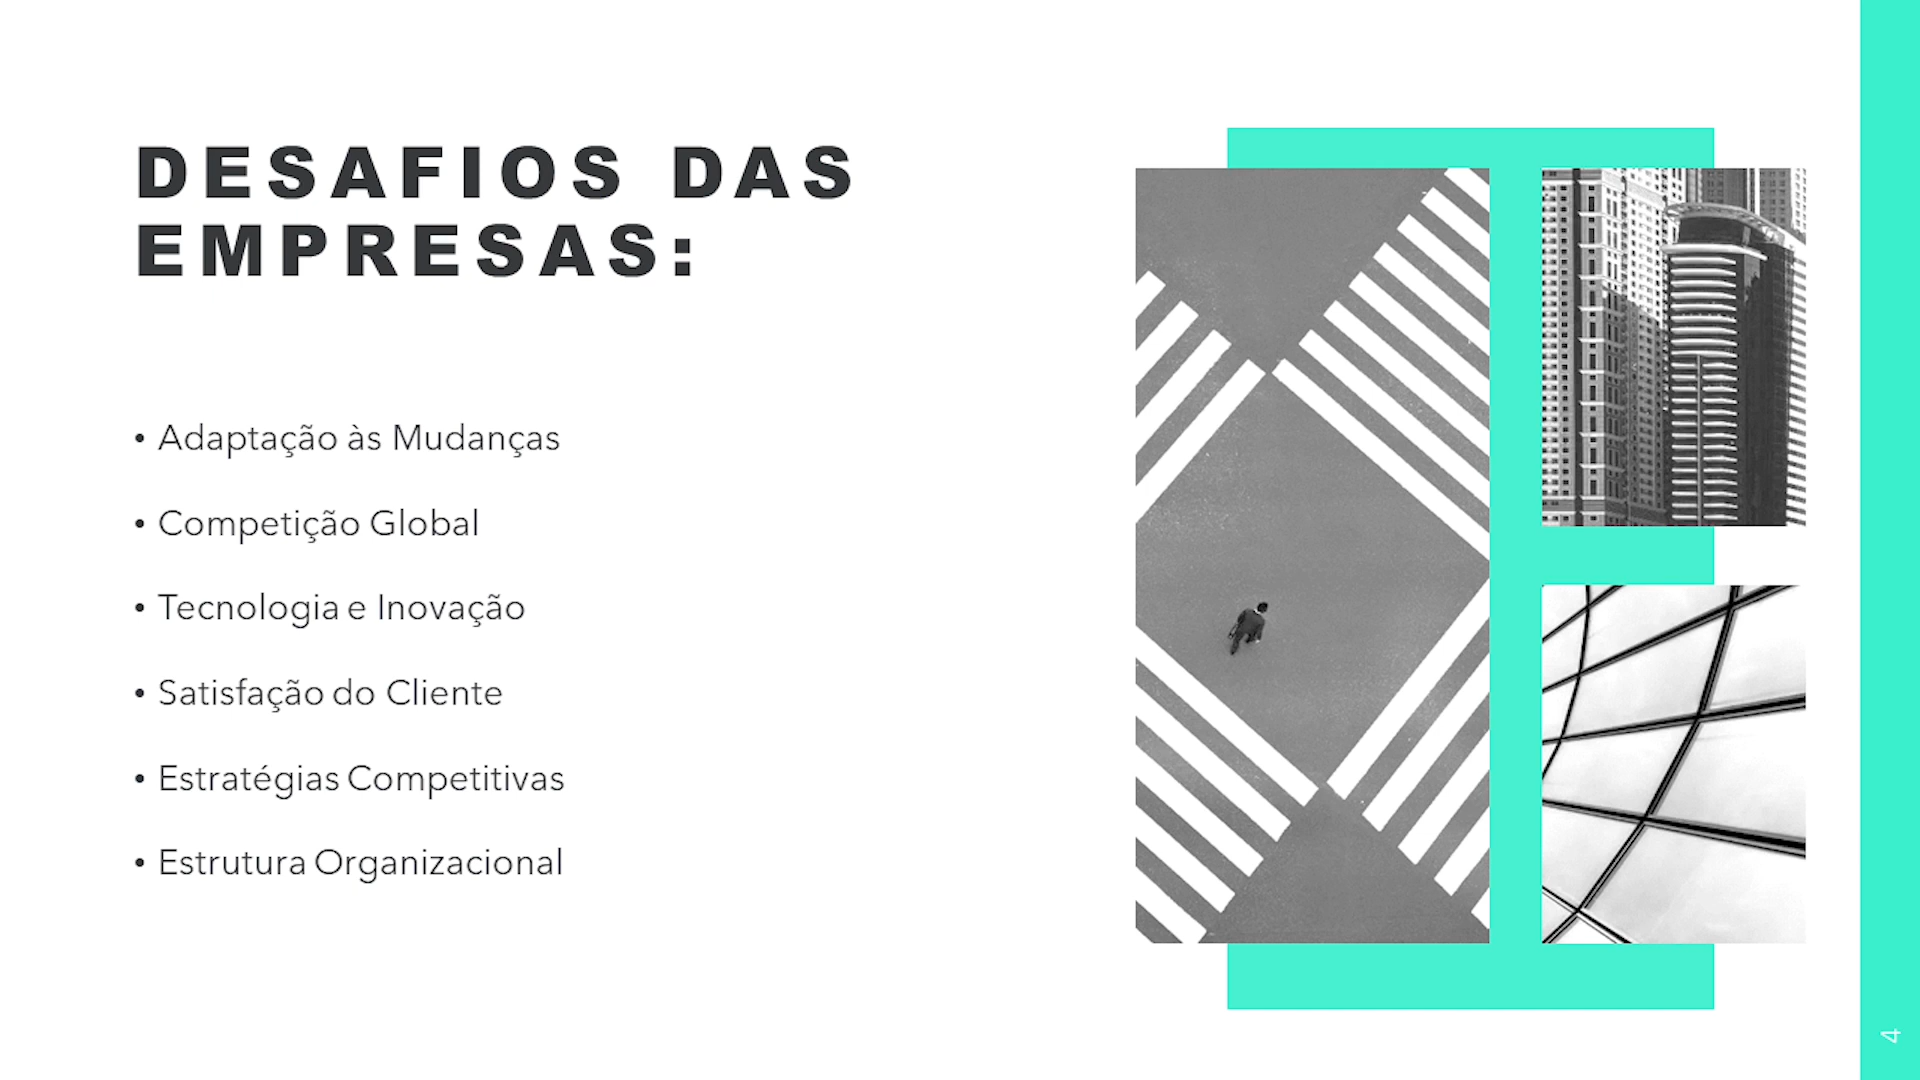 DESAFIOS DAS
EMPRESAS:
• Adaptação às Mudanças
• Competição Global
• Tecnologia e Inovação
• Satisfação do Cliente
• Estratégias Competitivas
• Estrutura Organizacional
4